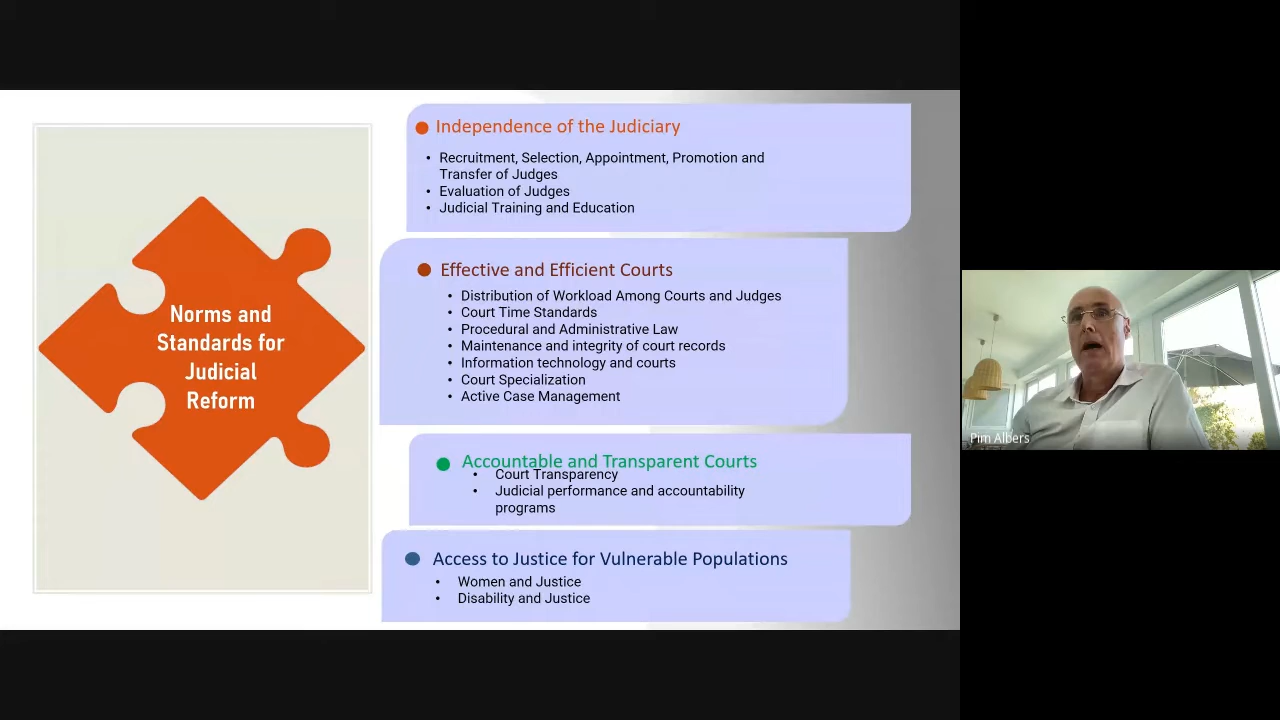 Norms and
Standards for
Judicial
Reform
Independence of the Judiciary
• Recruitment, Selection, Appointment, Promotion and
Transfer of Judges
• Evaluation of Judges
• Judicial Training and Education
Effective and Efficient Courts
• Distribution of Workload Among Courts and Judges
• Court Time Standards
• Procedural and Administrative Law
• Maintenance and integrity of court records
• Information technology and courts
• Court Specialization
• Active Case Management
Accountable and Transparent Courts
• Court Transparency
• Judicial performance and accountability
programs
Access to Justice for Vulnerable Populations
• Women and Justice
• Disability and Justice
Pim Albers